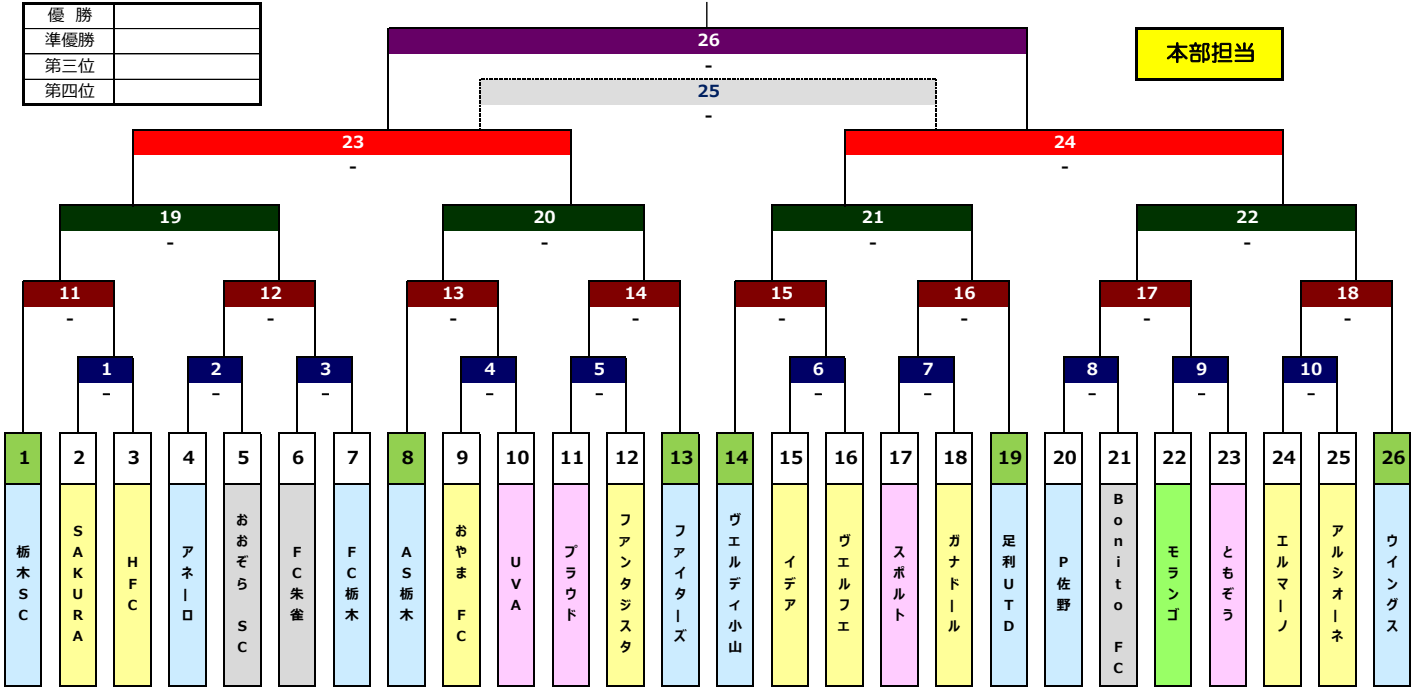 優 勝
準優勝
第三位
第四位
本部担当
26
-
25
-
23
-
24
-
19
-
20
-
21
-
22
-
11
-
12
-
13
-
14
-
15
-
16
-
17
-
18
-
1
-
2
-
3
-
4
-
5
-
6
-
7
-
8
-
9
-
10
-
1 2 3 4 5 6 7 8 9 10 11 12 13 14 15 16 17 18 19 20 21 22 23 24 25 26
栃木SC
SAKURA
HFC
アネーロ
おおぞら SC
FC朱雀
FC栃木
AS栃木
おやま FC
UVA
プラウド
ファンタジスタ
ファイターズ
ヴェルディ小山
イデア
ヴェルフェ
スポルト
ガナドール
足利UTD
P佐野
Bonito FC
モランゴ
ともぞう
エルマーノ
アルシオーネ
ウイングス